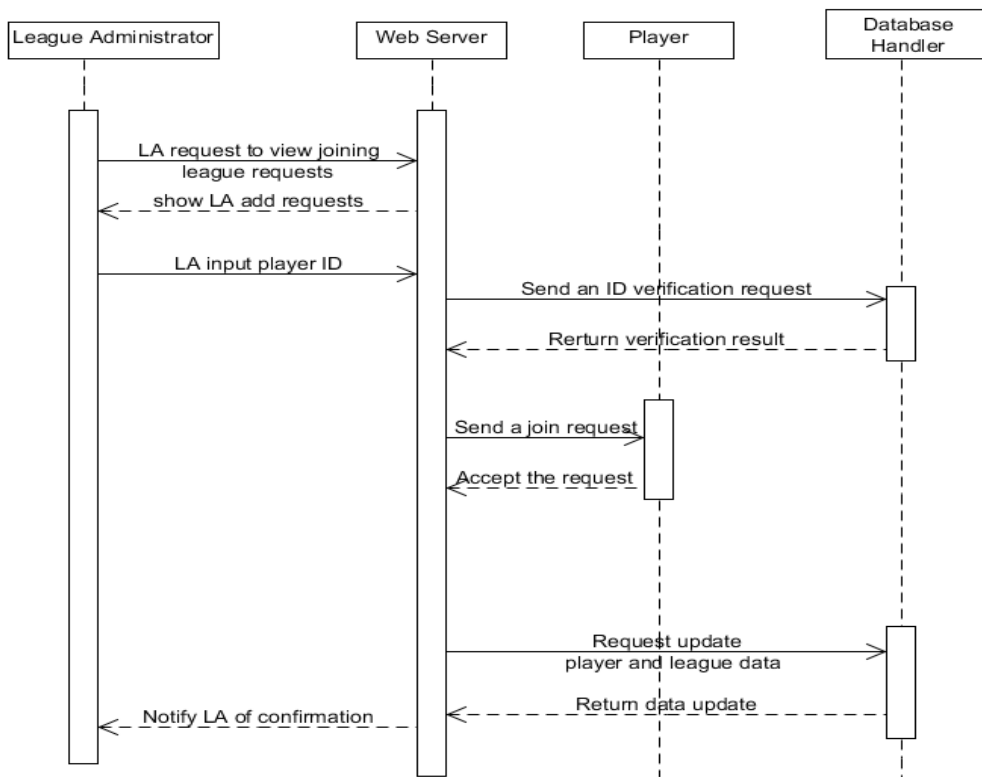 League Administrator
Web Server
Player
Database
Handler
LA request to view joining
league requests
show LA add requests
LA input player ID
Send an ID verification request
Rerturn verification result
Send a join request
Accept the request
Request update
player and league data
Return data update
Notify LA of confirmation